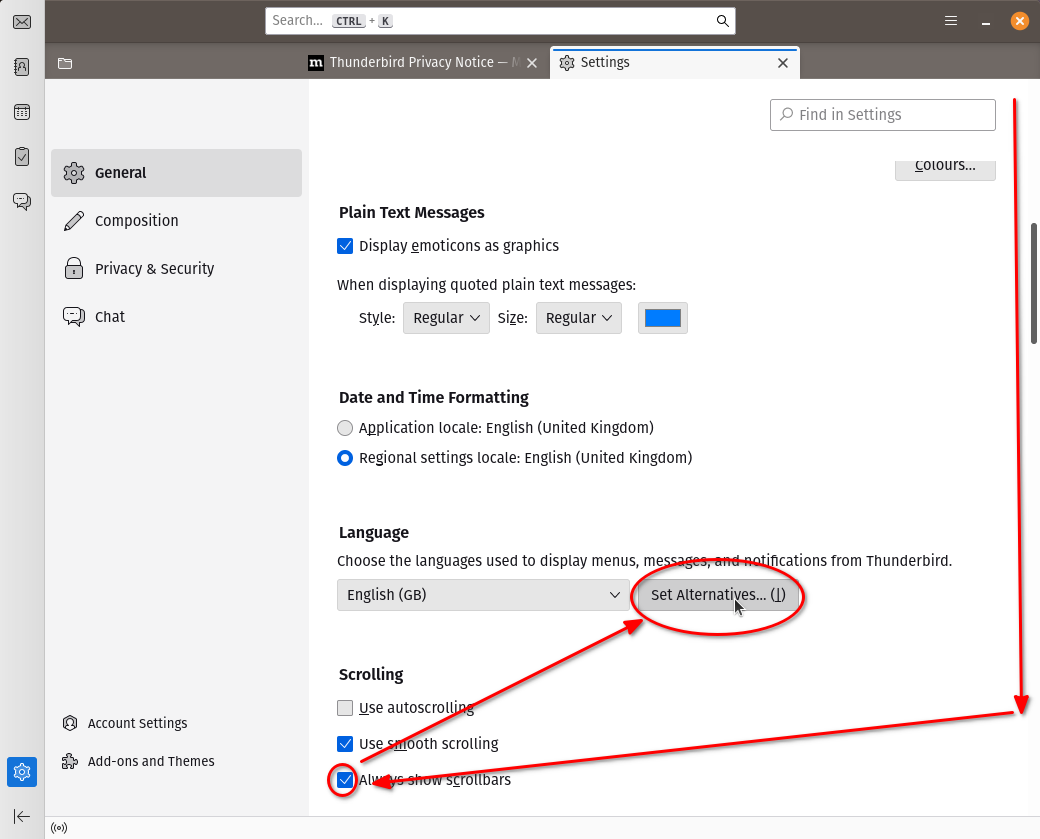 Search... CTRL + K
m Thunderbird Privacy Notice — M
Settings
Find in Settings
General
Composition
Privacy & Security
Chat
Account Settings
Add-ons and Themes
Colours...
Plain Text Messages
Display emoticons as graphics
When displaying quoted plain text messages:
Style: Regular Size: Regular
Date and Time Formatting
Application locale: English (United Kingdom)
Regional settings locale: English (United Kingdom)
Language
Choose the languages used to display menus, messages, and notifications from Thunderbird.
English (GB) Set Alternatives... (l)
Scrolling
Use autoscrolling
Use smooth scrolling
Always show scrollbars